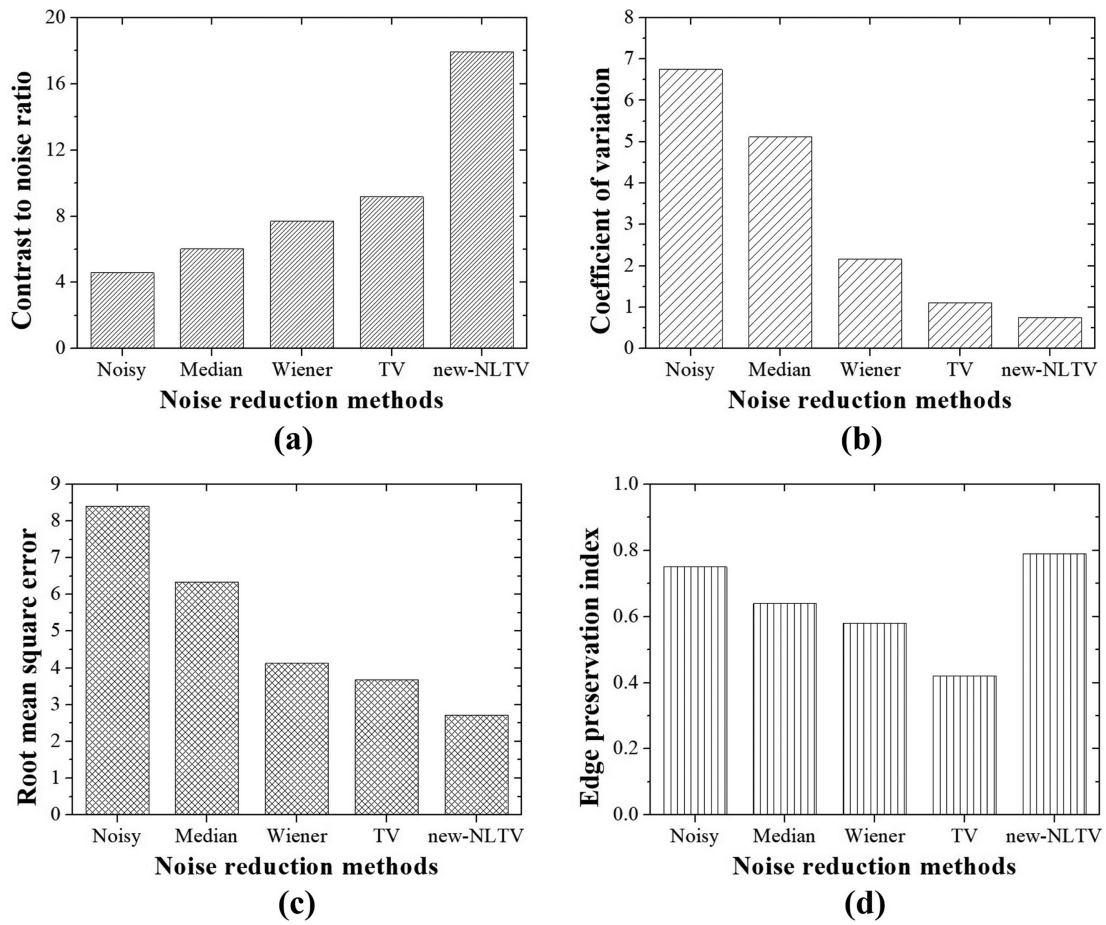 Contrast to noise ratio
20
16
12
8
4
0
Noisy Median Wiener TV new-NLTV
Noise reduction methods
(a)
Coefficient of variation
8
7
6
5
4
3
2
1
0
Noisy Median Wiener TV new-NLTV
Noise reduction methods
(b)
Root mean square error
9
8
7
6
5
4
3
2
1
0
Noisy Median Wiener TV new-NLTV
Noise reduction methods
(c)
Edge preservation index
1.0
0.8
0.6
0.4
0.2
0.0
Noisy Median Wiener TV new-NLTV
Noise reduction methods
(d)